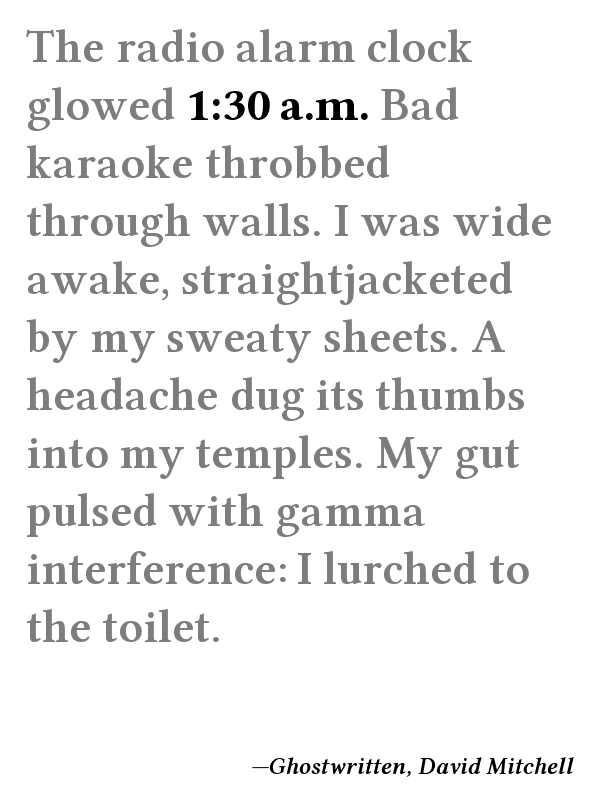 The radio alarm clock
glowed 1:30 a.m. Bad
karaoke throbbed
through walls. I was wide
awake, straightjacketed
by my sweaty sheets. A
headache dug its thumbs
into my temples. My gut
pulsed with gamma
interference: I lurched to
the toilet.
—Ghostwritten, David Mitchell